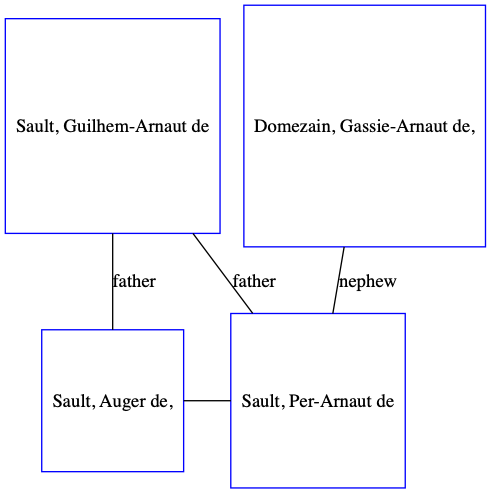 Sault, Guilhem-Arnaut de
Domezain, Gassie-Arnaut de,
father
father
nephew
Sault, Auger de,
Sault, Per-Arnaut de